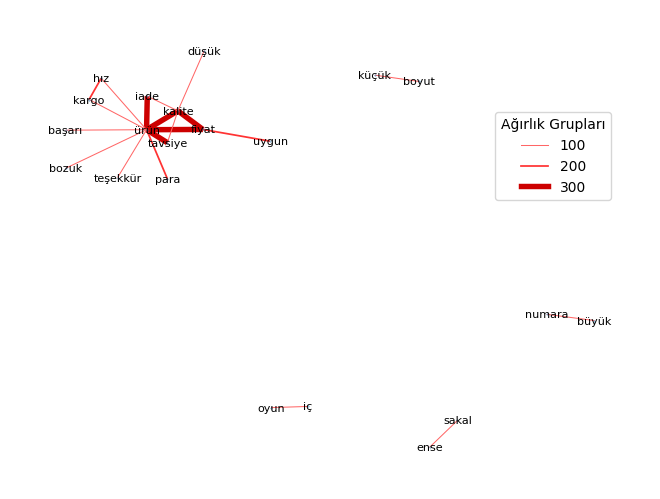 düşük
küçük
boyut
hız
kargo
iade
kalite
Ağırlık Grupları
başarı
ürün
fiyat
tavsiye
uygun
100
200
300
bozuk
teşekkür
para
numara
büyük
oyun
iç
sakal
ense